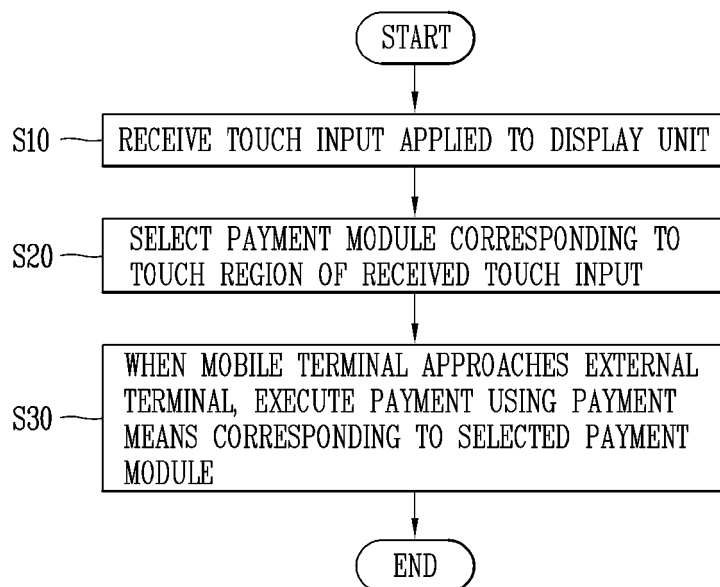 START
S10
RECEIVE TOUCH INPUT APPLIED TO DISPLAY UNIT
S20
SELECT PAYMENT MODULE CORRESPONDING TO
TOUCH REGION OF RECEIVED TOUCH INPUT
S30
WHEN MOBILE TERMINAL APPROACHES EXTERNAL
TERMINAL, EXECUTE PAYMENT USING PAYMENT
MEANS CORRESPONDING TO SELECTED PAYMENT
MODULE
END